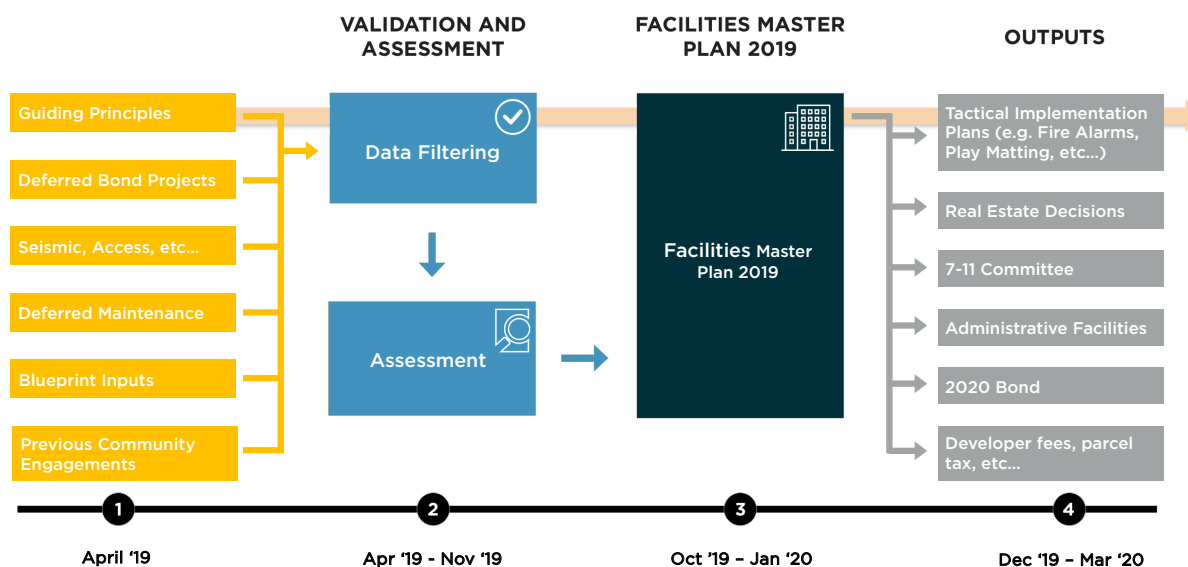 VALIDATION AND
ASSESSMENT
FACILITIES MASTER
PLAN 2019
OUTPUTS
Guiding Principles
Deferred Bond Projects
Seismic, Access, etc...
Deferred Maintenance
Blueprint Inputs
Previous Community
Engagements
Data Filtering
Assessment
Facilities Master
Plan 2019
Tactical Implementation
Plans (e.g. Fire Alarms,
Play Matting, etc...)
Real Estate Decisions
7-11 Committee
Administrative Facilities
2020 Bond
Developer fees, parcel
tax, etc...
1
2
3
4
April ‘19
Apr ‘19 - Nov ‘19
Oct ’19 – Jan ‘20
Dec ‘19 – Mar ‘20